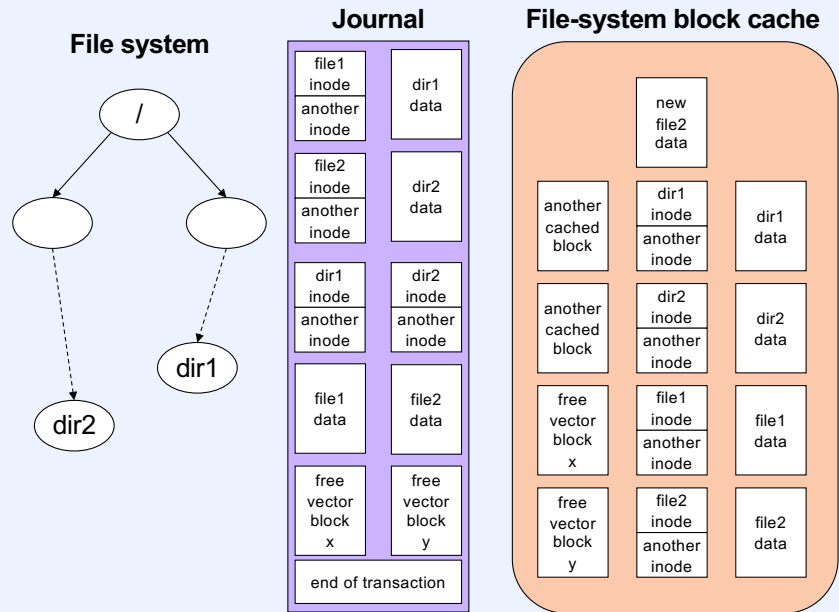 File system
/
dir1
dir2
Journal
file1
inode
another
inode
dir1
data
file2
inode
another
inode
dir2
data
dir1
inode
another
inode
dir2
inode
another
inode
file1
data
file2
data
free
vector
block
x
free
vector
block
y
end of transaction
File-system block cache
new
file2
data
another
cached
block
dir1
inode
another
inode
dir1
data
another
cached
block
dir2
inode
another
inode
dir2
data
free
vector
block
x
file1
inode
another
inode
file1
data
free
vector
block
y
file2
inode
another
inode
file2
data